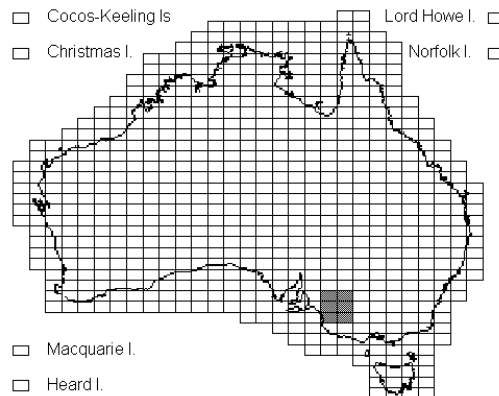 Cocos-Keeling Is
Lord Howe I.
Christmas I.
Norfolk I.
Macquarie I.
Heard I.